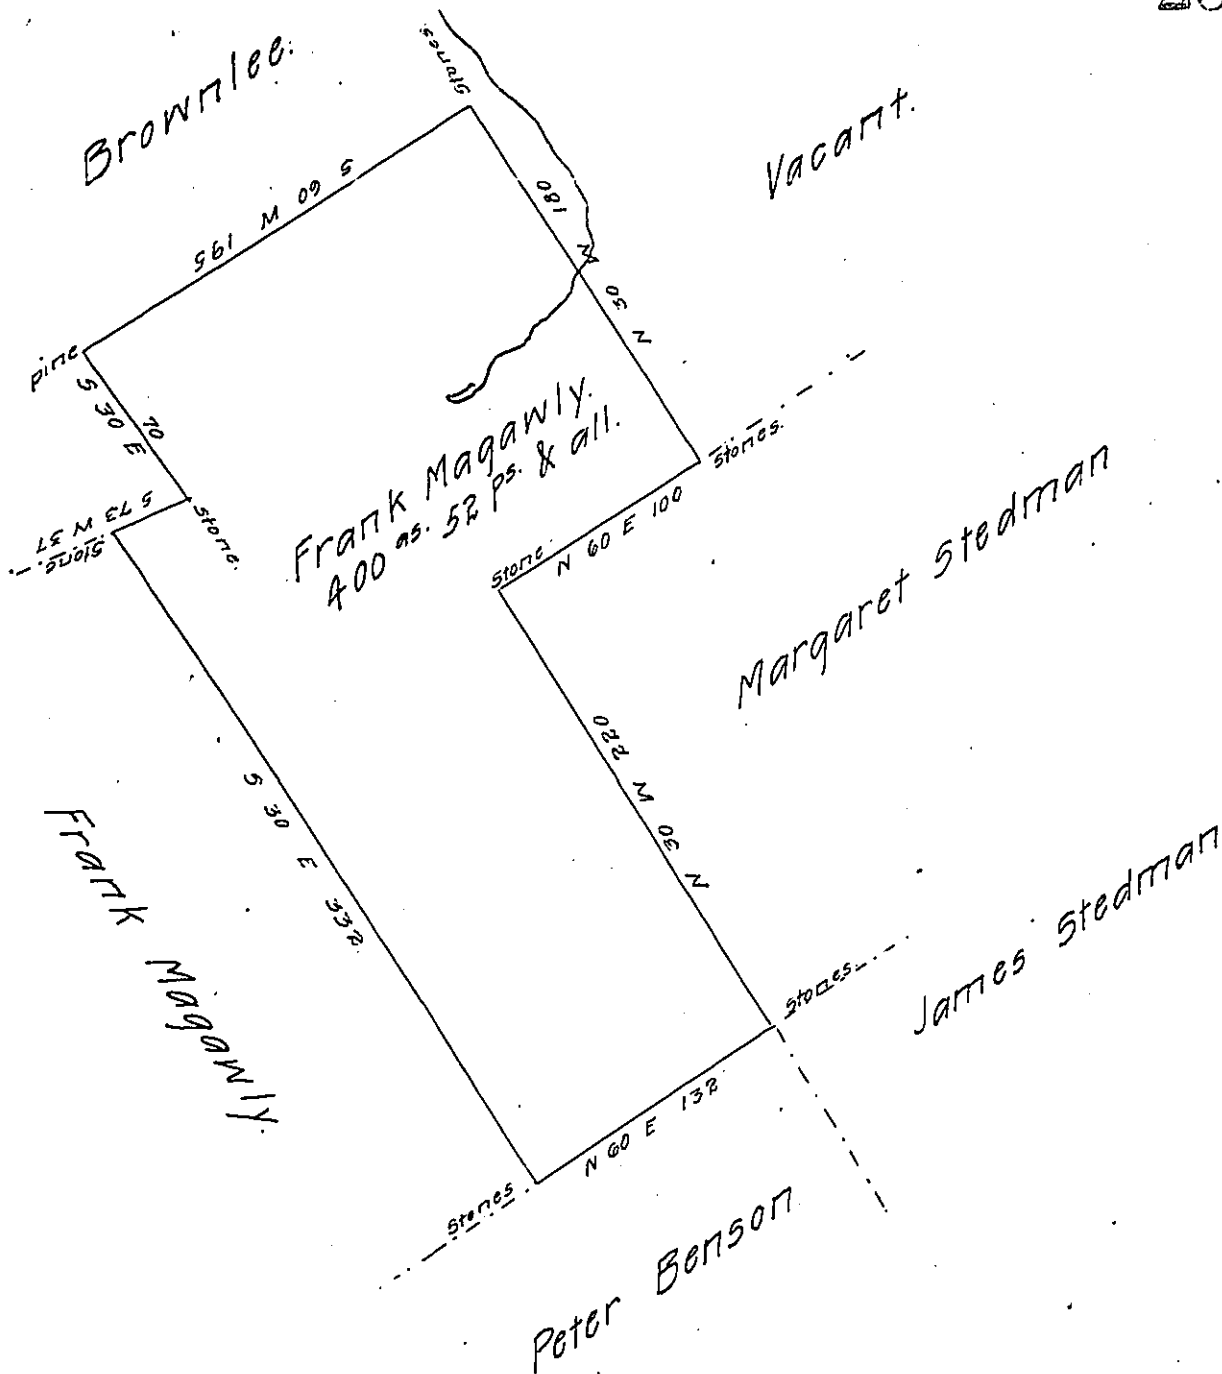 Brownlee.
Stones.
Vacant.
S 60 W 195
180
N 30 W
pine
S 30 E
70
Frank Magawly.
400 as. 52 ps. & all.
Stones.
S 73 W 37
Stone.
Stone.
Stone.
N 60 E 100
Margaret Stedman
N 30 W 220
S 30 E 332.
Frank Magawly.
James Stedman
Stones.
N 60 E 132
Stones
Peter Benson